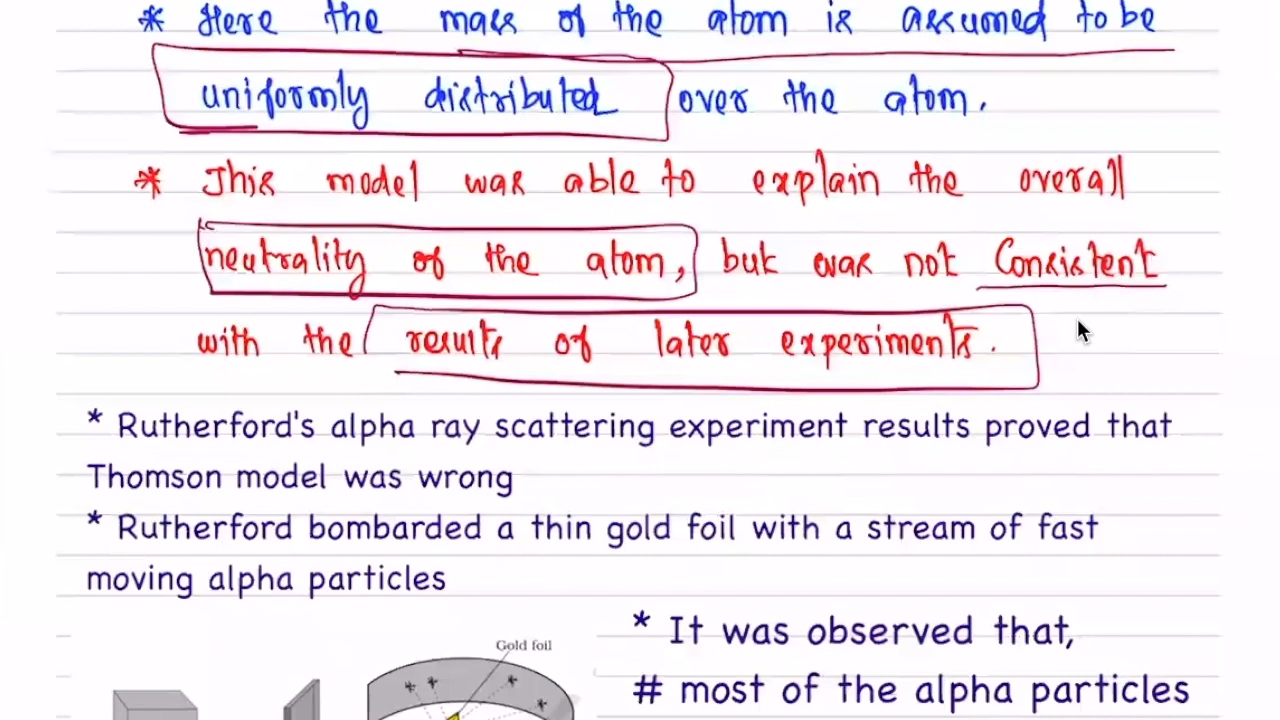 * Here the mass of the atom is assumed to be
uniformly distributed over the atom.
* This model was able to explain the overall
neutrality of the atom, but was not Consistent
with the results of later experiments.
* Rutherford's alpha ray scattering experiment results proved that
Thomson model was wrong
* Rutherford bombarded a thin gold foil with a stream of fast
moving alpha particles
* It was observed that,
Gold foil
# most of the alpha particles